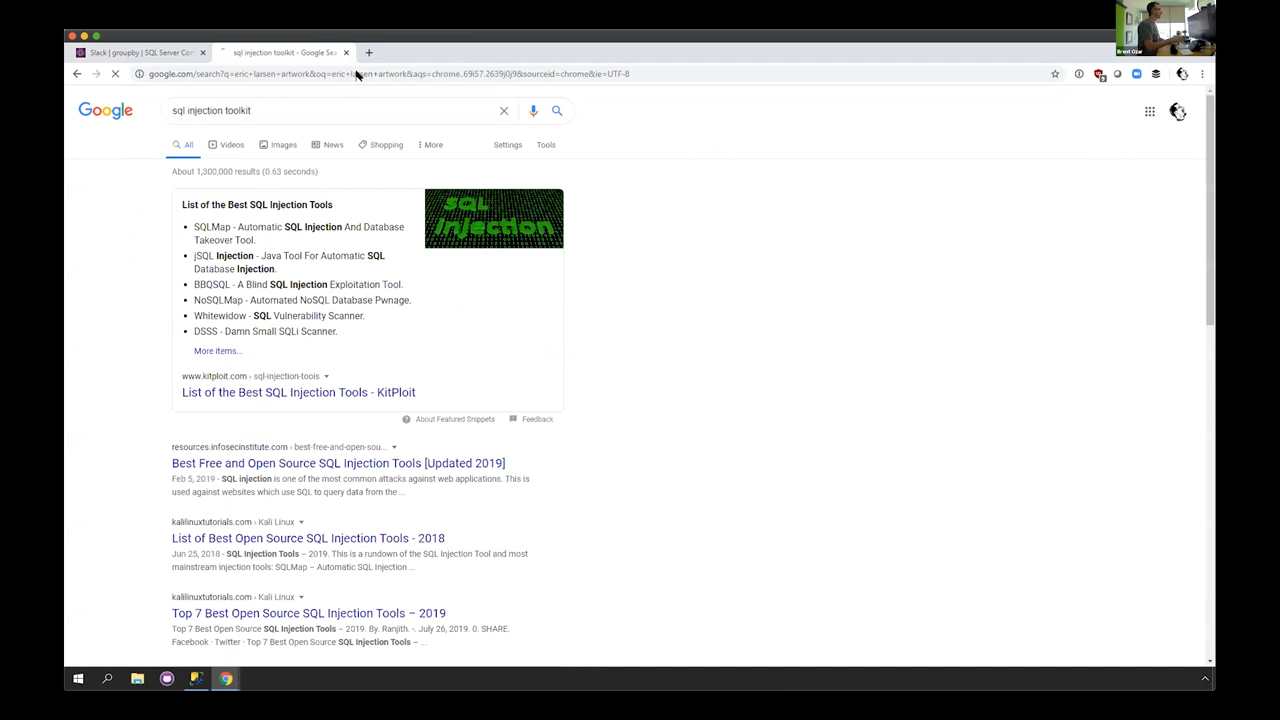 Slack | groupby | SQL Server Co
sql injection toolkit - Google Sea
google.com/search?q=eric+larsen+artwork&oq=eric+larsen+artwork&aqs=chrome..69i57.2639j0j9&sourceid=chrome&ie=UTF-8
Brent Ozar
Google
sql injection toolkit
All Videos Images News Shopping More Settings Tools
About 1,300,000 results (0.63 seconds)
List of the Best SQL Injection Tools
SQL Injection
• SQLMap - Automatic SQL Injection And Database
Takeover Tool.
• jSQL Injection - Java Tool For Automatic SQL
Database Injection.
• BBQSQL - A Blind SQL Injection Exploitation Tool.
• NoSQLMap - Automated NoSQL Database Pwnage.
• Whitewidow - SQL Vulnerability Scanner.
• DSSS - Damn Small SQLi Scanner.
More items...
www.kitploit.com › sql-injection-tools
List of the Best SQL Injection Tools - KitPloit
About Featured Snippets Feedback
resources.infosecinstitute.com › best-free-and-open-sou...
Best Free and Open Source SQL Injection Tools [Updated 2019]
Feb 5, 2019 - SQL injection is one of the most common attacks against web applications. This is
used against websites which use SQL to query data from the ...
kalilinuxtutorials.com › Kali Linux
List of Best Open Source SQL Injection Tools - 2018
Jun 25, 2018 - SQL Injection Tools – 2019. This is a rundown of the SQL Injection Tool and most
mainstream injection tools: SQLMap – Automatic SQL Injection ...
kalilinuxtutorials.com › Kali Linux
Top 7 Best Open Source SQL Injection Tools – 2019
Top 7 Best Open Source SQL Injection Tools – 2019. By. Ranjith. -. July 26, 2019. 0. SHARE.
Facebook · Twitter · Top 7 Best Open Source SQL Injection Tools – ...